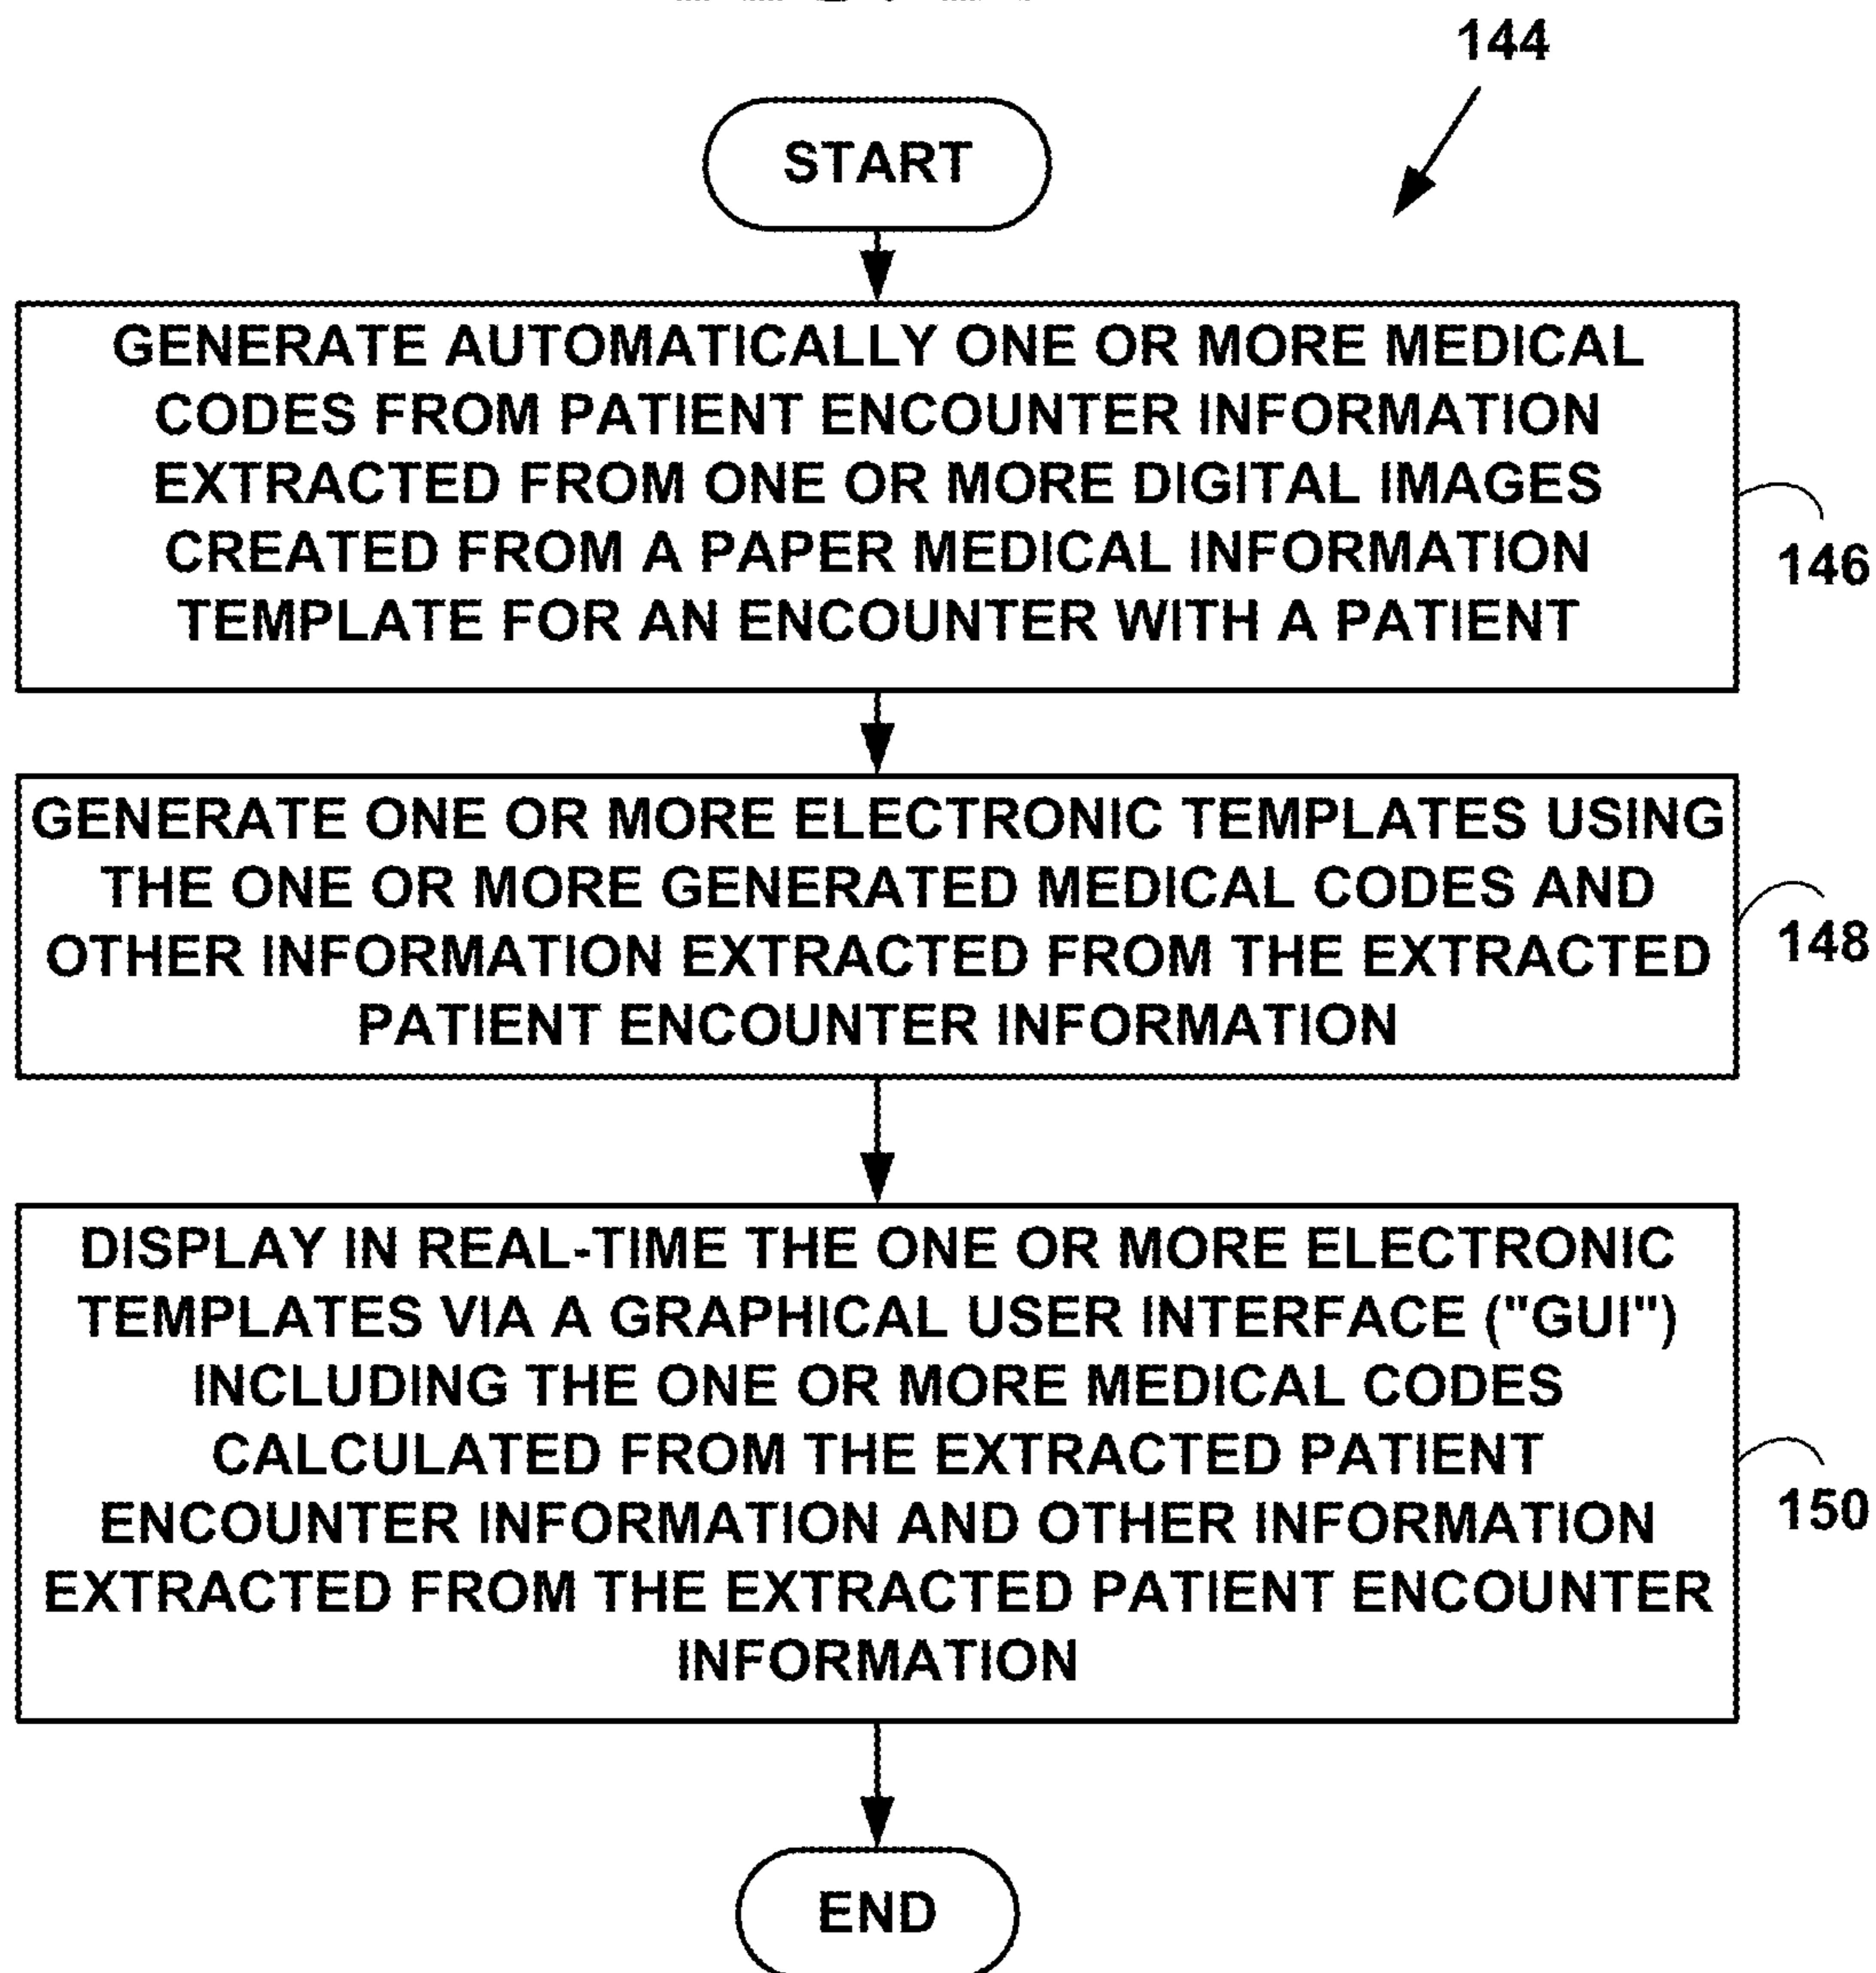 144
START
GENERATE AUTOMATICALLY ONE OR MORE MEDICAL
CODES FROM PATIENT ENCOUNTER INFORMATION
EXTRACTED FROM ONE OR MORE DIGITAL IMAGES
CREATED FROM A PAPER MEDICAL INFORMATION
TEMPLATE FOR AN ENCOUNTER WITH A PATIENT
146
GENERATE ONE OR MORE ELECTRONIC TEMPLATES USING
THE ONE OR MORE GENERATED MEDICAL CODES AND
OTHER INFORMATION EXTRACTED FROM THE EXTRACTED
PATIENT ENCOUNTER INFORMATION
148
DISPLAY IN REAL-TIME THE ONE OR MORE ELECTRONIC
TEMPLATES VIA A GRAPHICAL USER INTERFACE ("GUI")
INCLUDING THE ONE OR MORE MEDICAL CODES
CALCULATED FROM THE EXTRACTED PATIENT
ENCOUNTER INFORMATION AND OTHER INFORMATION
EXTRACTED FROM THE EXTRACTED PATIENT ENCOUNTER
INFORMATION
150
END